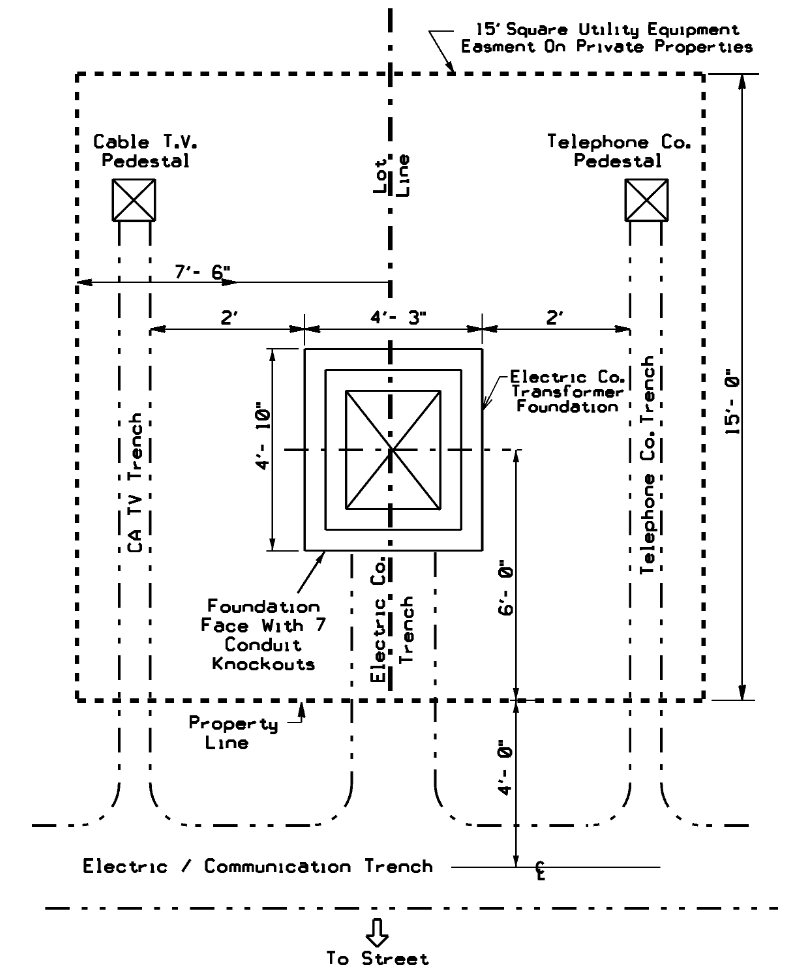 15' Square Utility Equipment
Easment On Private Properties
Cable T.V.
Pedestal
Telephone Co.
Pedestal
Lot
Line
7'- 6"
2'
4'- 3"
2'
15'- 0"
Electric Co.
Transformer
Foundation
4'- 10"
CA TV Trench
Telephone Co. Trench
6'- 0"
Electric Co.
Trench
Foundation
Face With 7
Conduit
Knockouts
Property
Line
4'- 0"
Electric / Communication Trench
℄
To Street